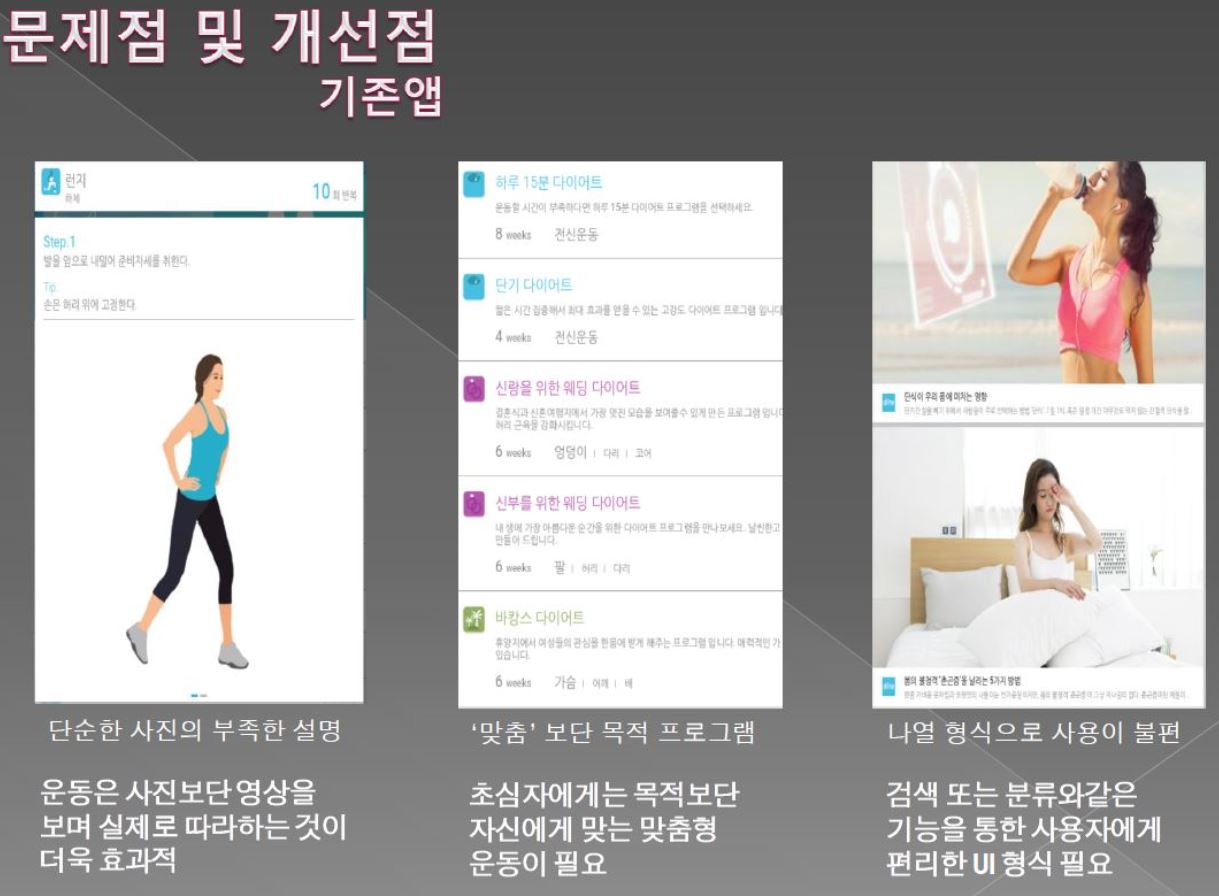 문제점 및 개선점
기존앱
런지
하체
10 회 반복
Step.1
발을 앞으로 내밀어 준비자세를 취한다.
Tip.
손은 허리 위에 고정한다.
단순한 사진의 부족한 설명
운동은 사진보단 영상을
보며 실제로 따라하는 것이
더욱 효과적
하루 15분 다이어트
운동할 시간이 부족하다면 하루 15분 다이어트 프로그램을 선택하세요.
8 weeks 전신운동
단기 다이어트
짧은 시간 집중해서 최대 효과를 얻을 수 있는 고강도 다이어트 프로그램 입니다
4 weeks 전신운동
신랑을 위한 웨딩 다이어트
결혼식과 신혼여행지에서 가장 멋진 모습을 보여줄수 있게 만든 프로그램 입니다
허리 근육을 강화시킵니다.
6 weeks 엉덩이 | 다리 | 코어
신부를 위한 웨딩 다이어트
내 생에 가장 아름다운 순간을 위한 다이어트 프로그램을 만나보세요. 날씬한고
만들어 드립니다.
6 weeks 팔 | 허리 | 다리
바캉스 다이어트
휴양지에서 여성들의 관심을 한몸에 받게 해주는 프로그램 입니다. 매력적인 가
있습니다.
6 weeks 가슴 | 어깨 | 배
‘맞춤’ 보단 목적 프로그램
초심자에게는 목적보단
자신에게 맞는 맞춤형
운동이 필요
단식이 우리 몸에 미치는 영향
봄의 불청객 '춘곤증'을 날리는 5가지 방법
나열 형식으로 사용이 불편
검색 또는 분류와같은
기능을 통한 사용자에게
편리한 UI 형식 필요